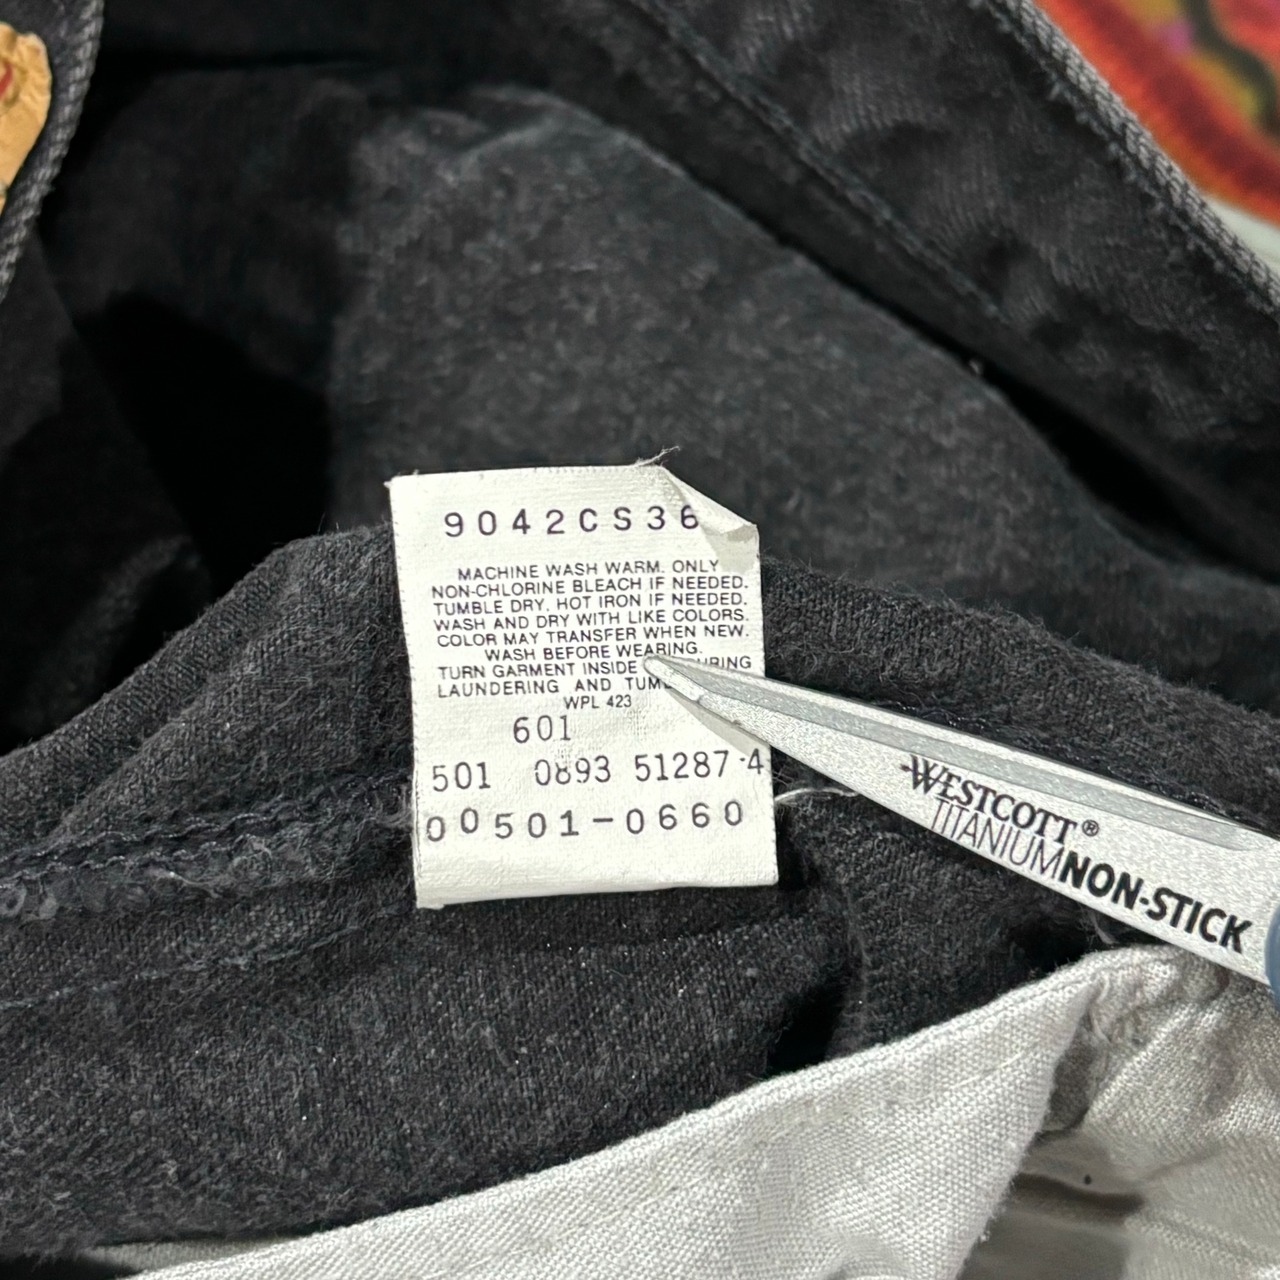 9042CS36
MACHINE WASH WARM. ONLY
NON-CHLORINE BLEACH IF NEEDED.
TUMBLE DRY. HOT IRON IF NEEDED.
WASH AND DRY WITH LIKE COLORS.
COLOR MAY TRANSFER WHEN NEW.
WASH BEFORE WEARING.
TURN GARMENT INSIDE
LAUNDERING AND
WPL 423
601
501 0893 51287-4
00501-0660
WESTCOTT®
TITANIUM NON-STICK